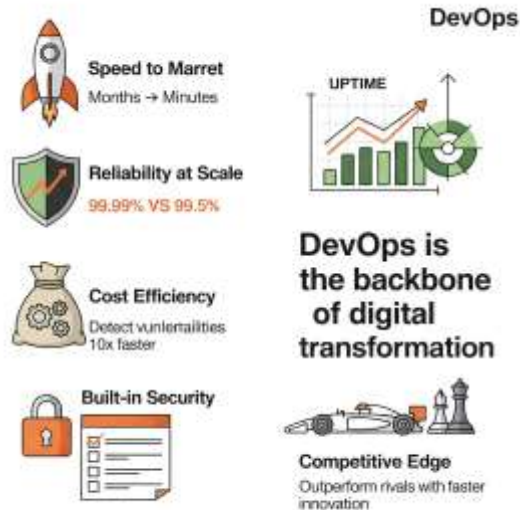 DevOps
Speed to Marret
Months → Minutes
Reliability at Scale
99.99% VS 99.5%
Cost Efficiency
Detect vunlertailities
10x faster
Built-in Security
UPTIME
DevOps is
the backbone
of digital
transformation
Competitive Edge
Outperform rivals with faster
innovation